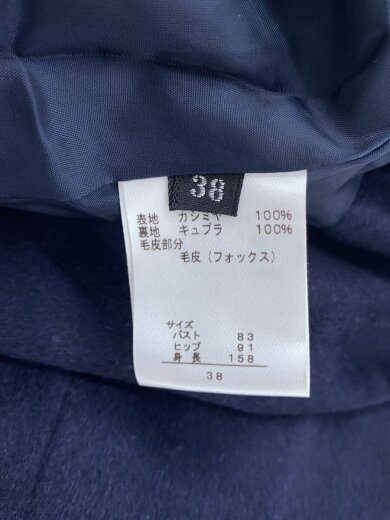 38
表地 カシミヤ 100%
裏地 キュプラ 100%
毛皮部分
毛皮(フォックス)
サイズ
バスト 83
ヒップ 91
身長 158
38